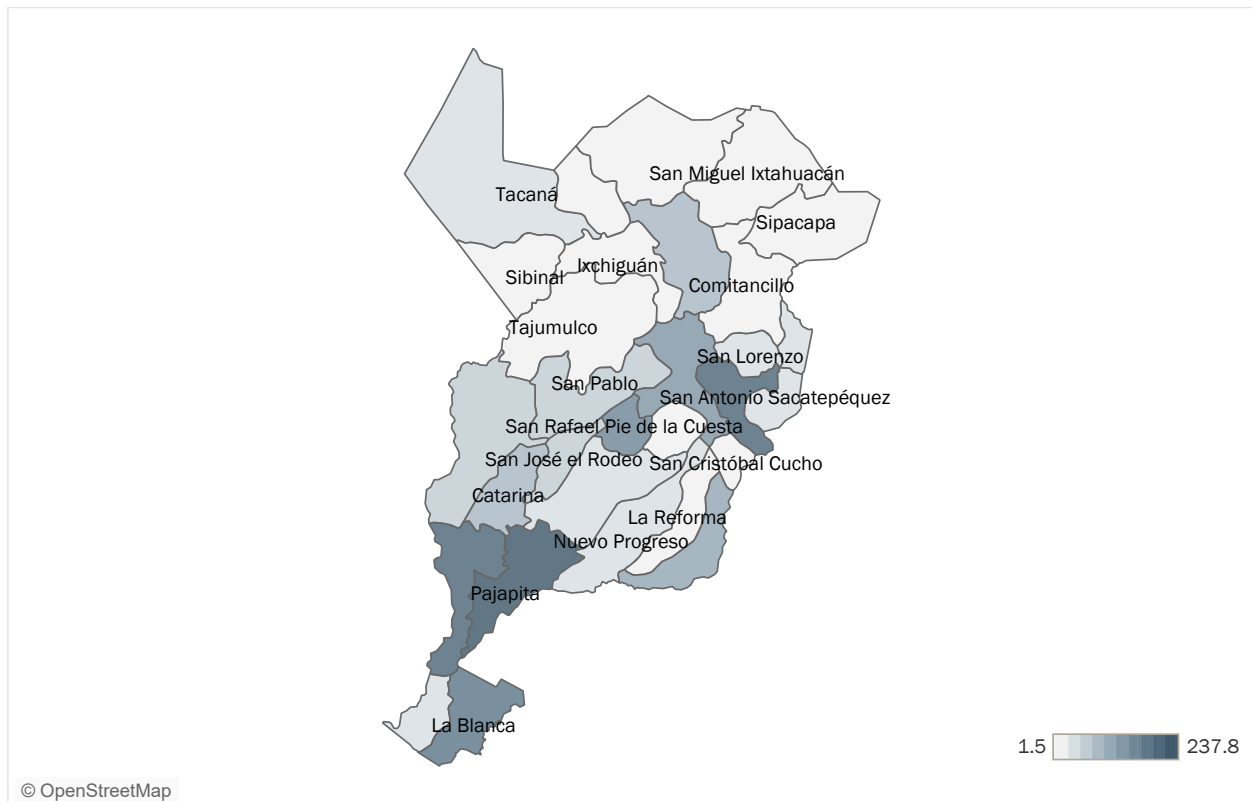 San Miguel Ixtahuacán
Tacaná
Sipacapa
Ixchiguán
Sibinal
Comitancillo
Tajumulco
San Lorenzo
San Pablo
San Antonio Sacatepéquez
San Rafael Pie de la Cuesta
San José el Rodeo
San Cristóbal Cucho
Catarina
La Reforma
Nuevo Progreso
Pajapita
La Blanca
1.5
237.8
© OpenStreetMap